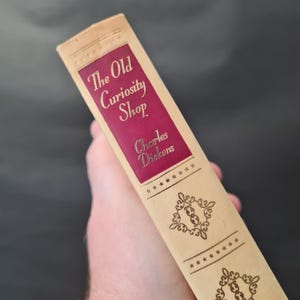 The Old
Curiosity
Shop
Charles
Dickens